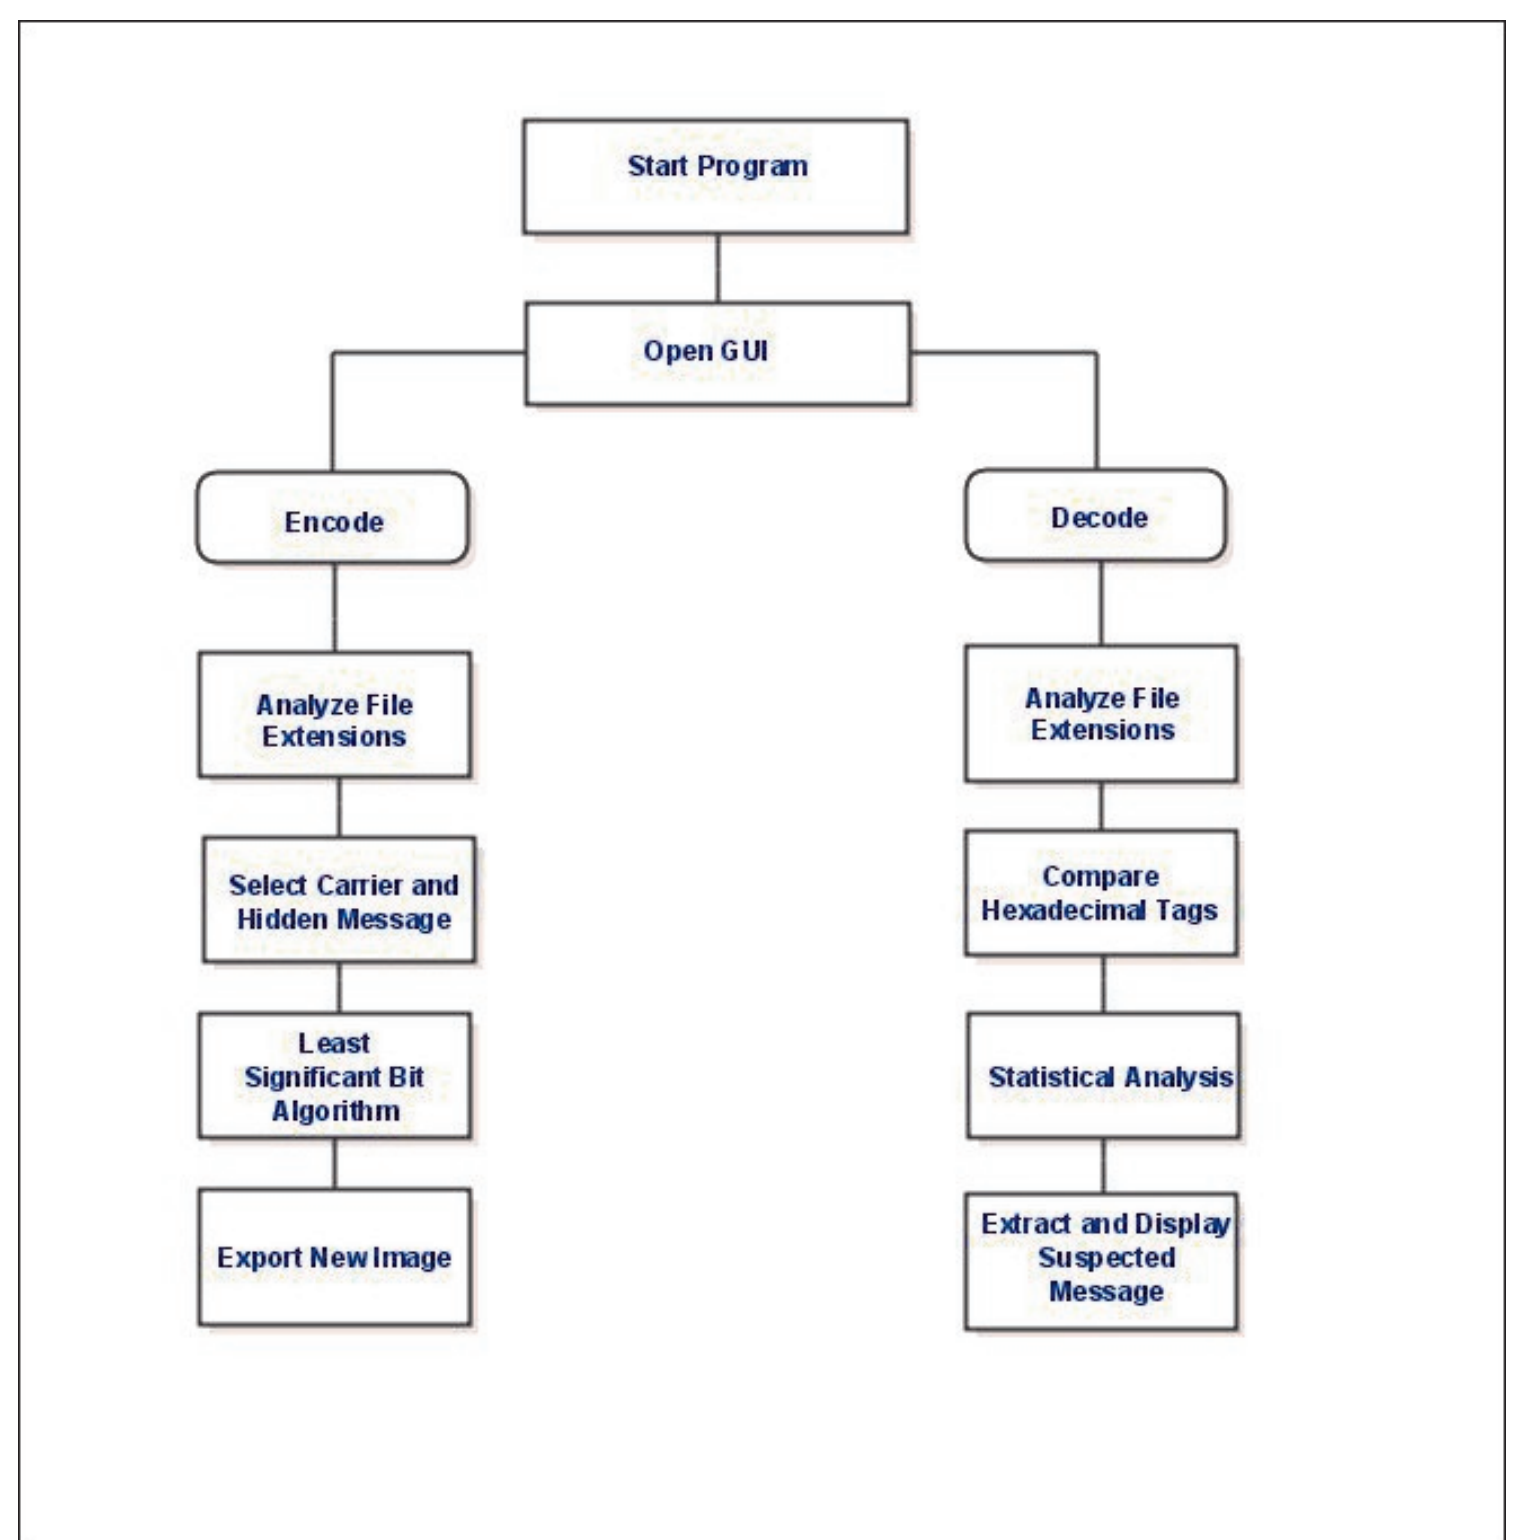 Start Program
Open GUI
Encode
Decode
Analyze File
Extensions
Analyze File
Extensions
Select Carrier and
Hidden Message
Compare
Hexadecimal Tags
Least
Significant Bit
Algorithm
Statistical Analysis
Export New Image
Extract and Display
Suspected
Message